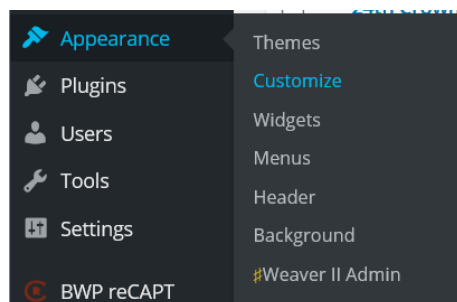 Appearance
Plugins
Users
Tools
Settings
BWP reCAPT
Themes
Customize
Widgets
Menus
Header
Background
#Weaver II Admin